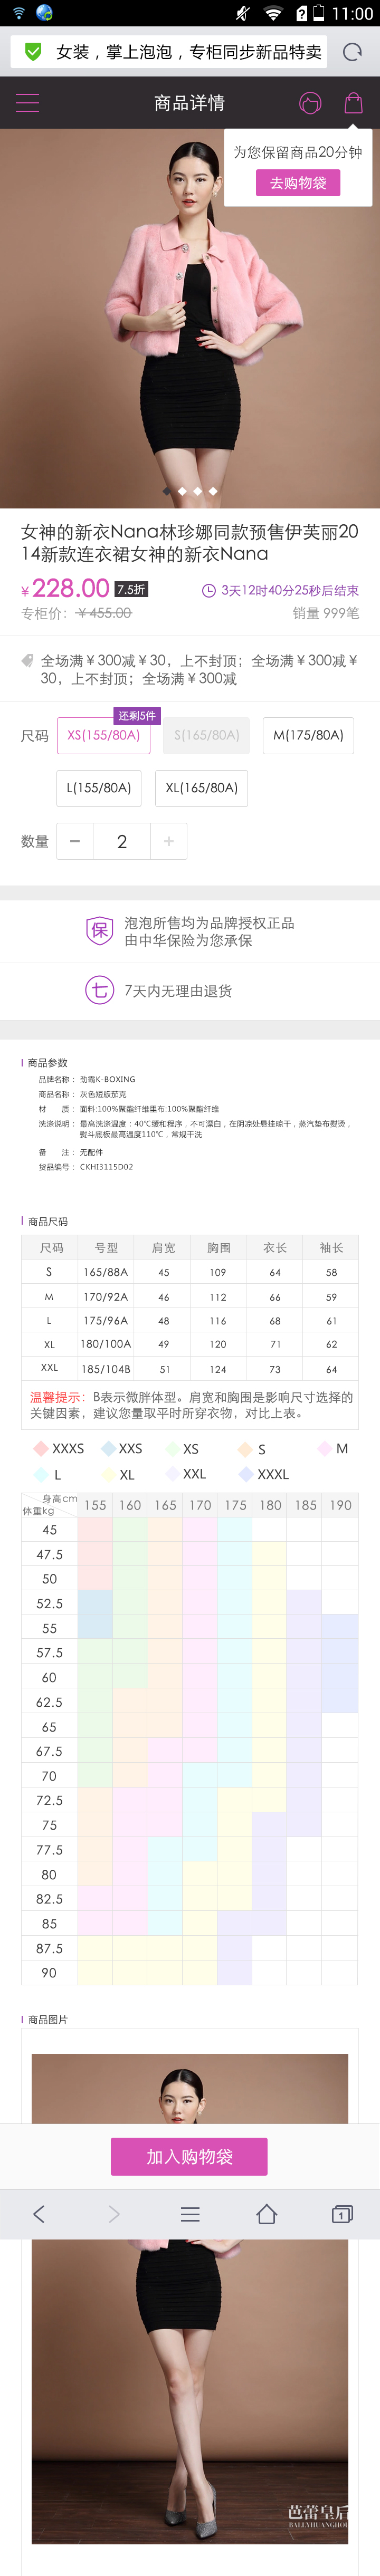 11:00
女装，掌上泡泡，专柜同步新品特卖
商品详情
为您保留商品20分钟
去购物袋
女神的新衣Nana林珍娜同款预售伊芙丽20
14新款连衣裙女神的新衣Nana
¥228.00 7.5折 3天12时40分25秒后结束
专柜价：¥455.00 销量 999笔
全场满¥300减¥30，上不封顶；全场满¥300减¥
30，上不封顶；全场满¥300减
还剩5件
尺码 XS(155/80A) S(165/80A) M(175/80A)
L(155/80A) XL(165/80A)
数量 － 2 ＋
保 泡泡所售均为品牌授权正品
由中华保险为您承保
七 7天内无理由退货
商品参数
品牌名称： 劲霸K-BOXING
商品名称： 灰色短版茄克
材 质： 面料:100%聚酯纤维里布:100%聚酯纤维
洗涤说明： 最高洗涤温度：40℃缓和程序，不可漂白，在阴凉处悬挂晾干，蒸汽垫布熨烫，
熨斗底板最高温度110℃，常规干洗
备 注： 无配件
货品编号： CKHI3115D02
商品尺码
尺码 号型 肩宽 胸围 衣长 袖长
S 165/88A 45 109 64 58
M 170/92A 46 112 66 59
L 175/96A 48 116 68 61
XL 180/100A 49 120 71 62
XXL 185/104B 51 124 73 64
温馨提示：B表示微胖体型。肩宽和胸围是影响尺寸选择的
关键因素，建议您量取平时所穿衣物，对比上表。
XXXS XXS XS S M
L XL XXL XXXL
身高cm 155 160 165 170 175 180 185 190
体重kg
45
47.5
50
52.5
55
57.5
60
62.5
65
67.5
70
72.5
75
77.5
80
82.5
85
87.5
90
商品图片
加入购物袋
1
芭蕾皇后